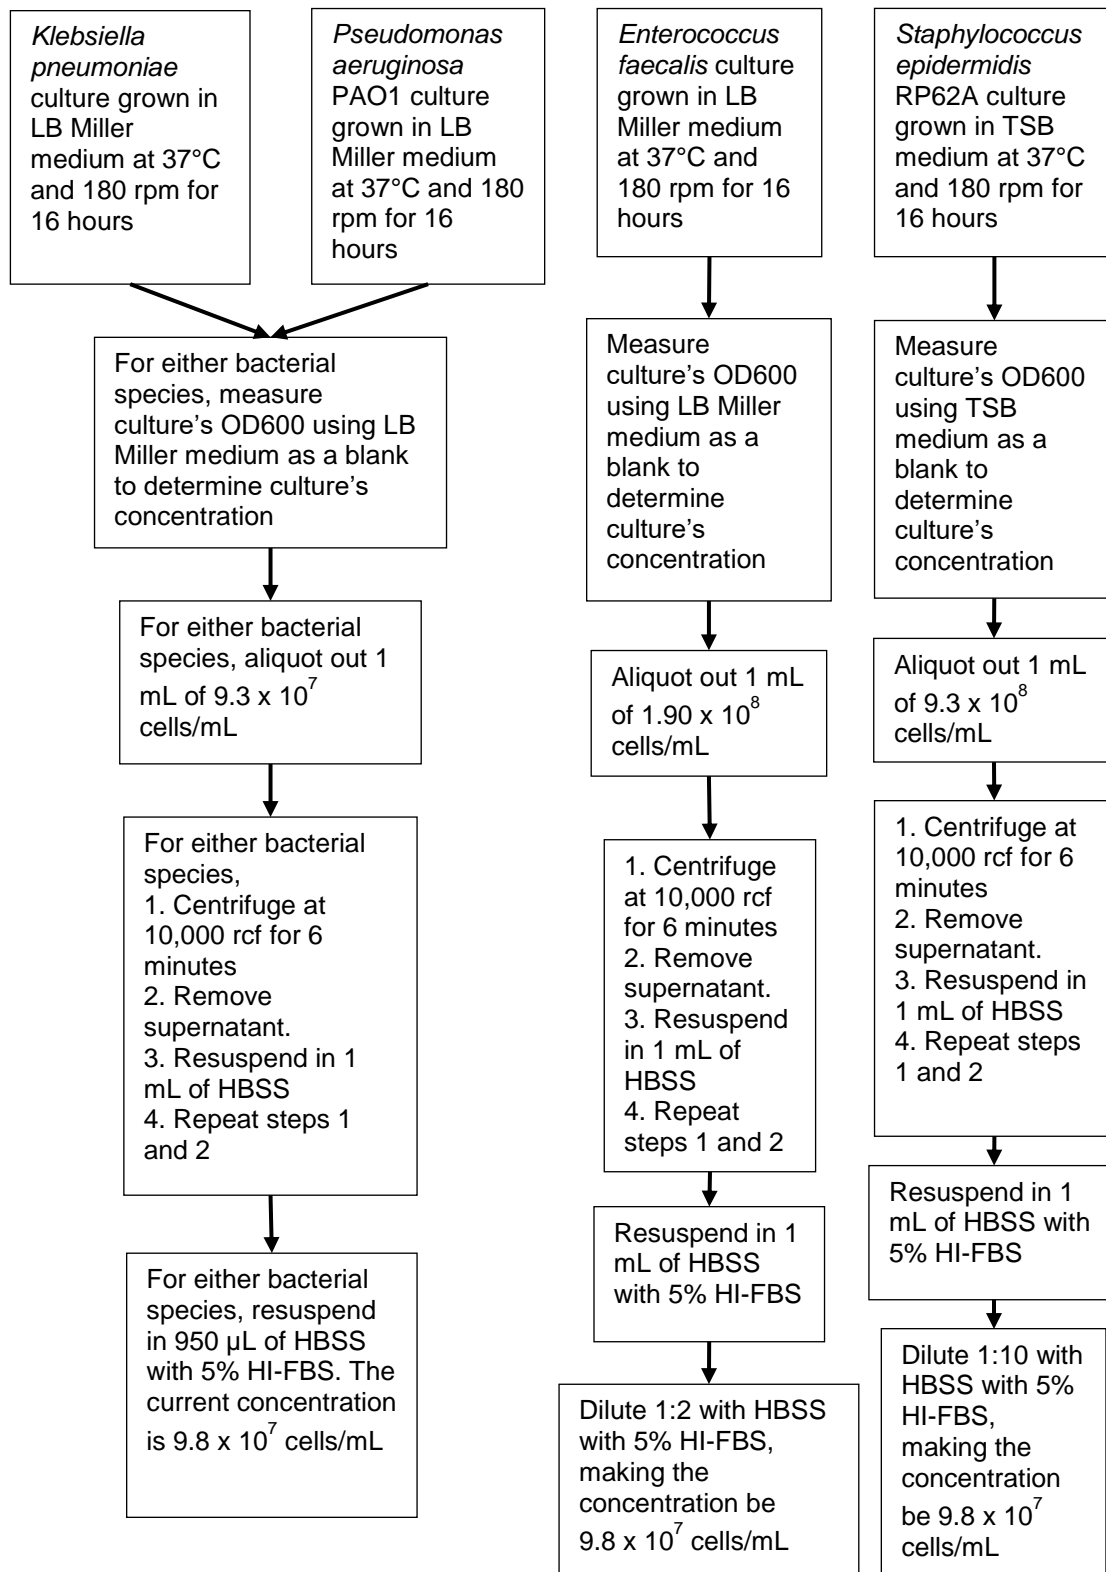 Klebsiella
pneumoniae
culture grown in
LB Miller
medium at 37°C
and 180 rpm for
16 hours
Pseudomonas
aeruginosa
PAO1 culture
grown in LB
Miller medium
at 37°C and 180
rpm for 16
hours
Enterococcus
faecalis culture
grown in LB
Miller medium
at 37°C and
180 rpm for 16
hours
Staphylococcus
epidermidis
RP62A culture
grown in TSB
medium at 37°C
and 180 rpm for
16 hours
For either bacterial
species, measure
culture’s OD600 using LB
Miller medium as a blank
to determine culture’s
concentration
Measure
culture’s OD600
using LB Miller
medium as a
blank to
determine
culture’s
concentration
Measure
culture’s OD600
using TSB
medium as a
blank to
determine
culture’s
concentration
For either bacterial
species, aliquot out 1
mL of 9.3 x 10⁷
cells/mL
Aliquot out 1 mL
of 1.90 x 10⁸
cells/mL
Aliquot out 1 mL
of 9.3 x 10⁸
cells/mL
For either bacterial
species,
1. Centrifuge at
10,000 rcf for 6
minutes
2. Remove
supernatant.
3. Resuspend in 1
mL of HBSS
4. Repeat steps 1
and 2
1. Centrifuge
at 10,000 rcf
for 6 minutes
2. Remove
supernatant.
3. Resuspend
in 1 mL of
HBSS
4. Repeat
steps 1 and 2
1. Centrifuge at
10,000 rcf for 6
minutes
2. Remove
supernatant.
3. Resuspend in
1 mL of HBSS
4. Repeat steps
1 and 2
For either bacterial
species, resuspend
in 950 µL of HBSS
with 5% HI-FBS. The
current concentration
is 9.8 x 10⁷ cells/mL
Resuspend in 1
mL of HBSS
with 5% HI-FBS
Resuspend in 1
mL of HBSS with
5% HI-FBS
Dilute 1:2 with HBSS
with 5% HI-FBS,
making the
concentration be
9.8 x 10⁷ cells/mL
Dilute 1:10 with
HBSS with 5%
HI-FBS,
making the
concentration
be 9.8 x 10⁷
cells/mL